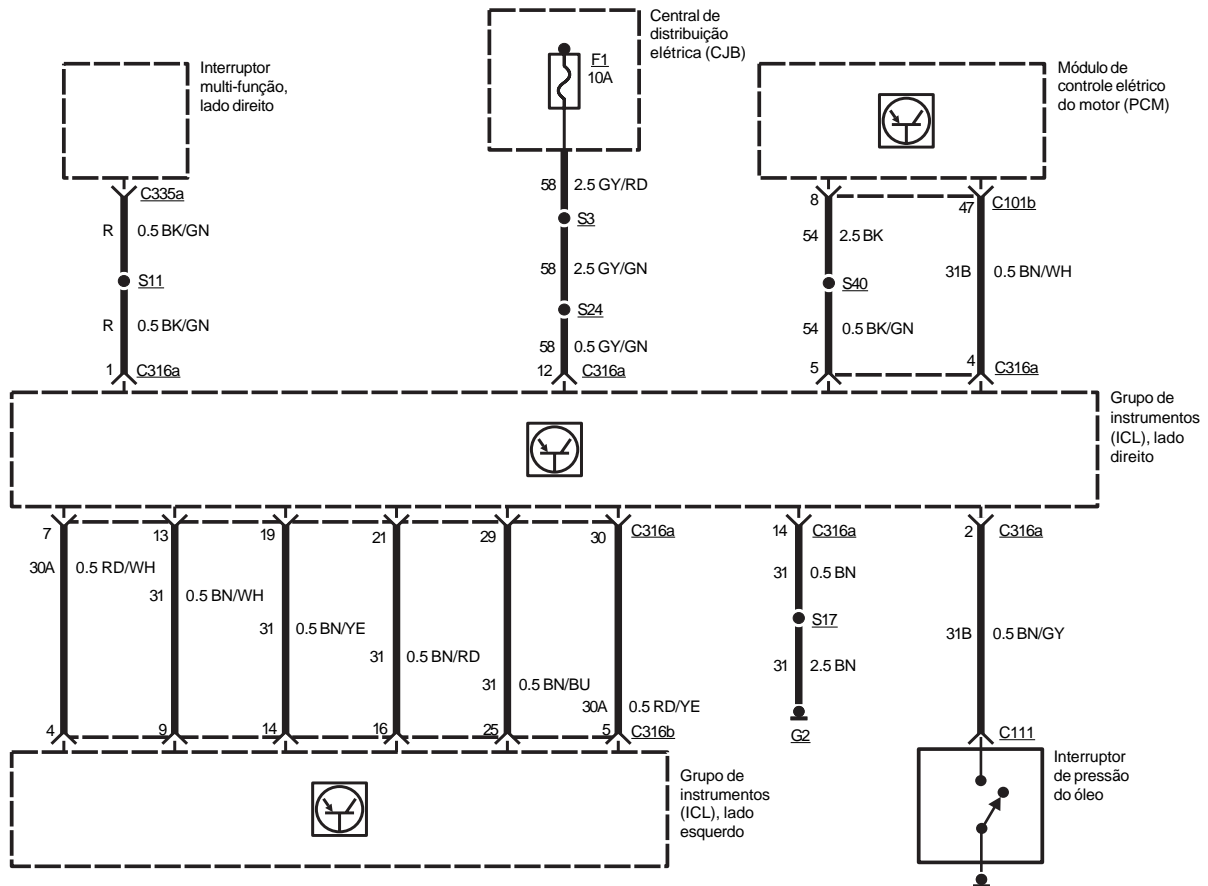 Central de
distribuição
elétrica (CJB)
F1
10A
Interruptor
multi-função,
lado direito
Módulo de
controle elétrico
do motor (PCM)
C335a
R 0.5 BK/GN
S11
R 0.5 BK/GN
1 C316a
58 2.5 GY/RD
S3
58 2.5 GY/GN
S24
58 0.5 GY/GN
12 C316a
8 47 C101b
54 2.5 BK
31B 0.5 BN/WH
S40
54 0.5 BK/GN
5 4 C316a
Grupo de
instrumentos
(ICL), lado
direito
7 13 19 21 29 30 C316a
30A 0.5 RD/WH
31 0.5 BN/WH
31 0.5 BN/YE
31 0.5 BN/RD
31 0.5 BN/BU
30A 0.5 RD/YE
4 9 14 16 25 5 C316b
14 C316a
31 0.5 BN
S17
31 2.5 BN
G2
2 C316a
31B 0.5 BN/GY
C111
Interruptor
de pressão
do óleo
Grupo de
instrumentos
(ICL), lado
esquerdo